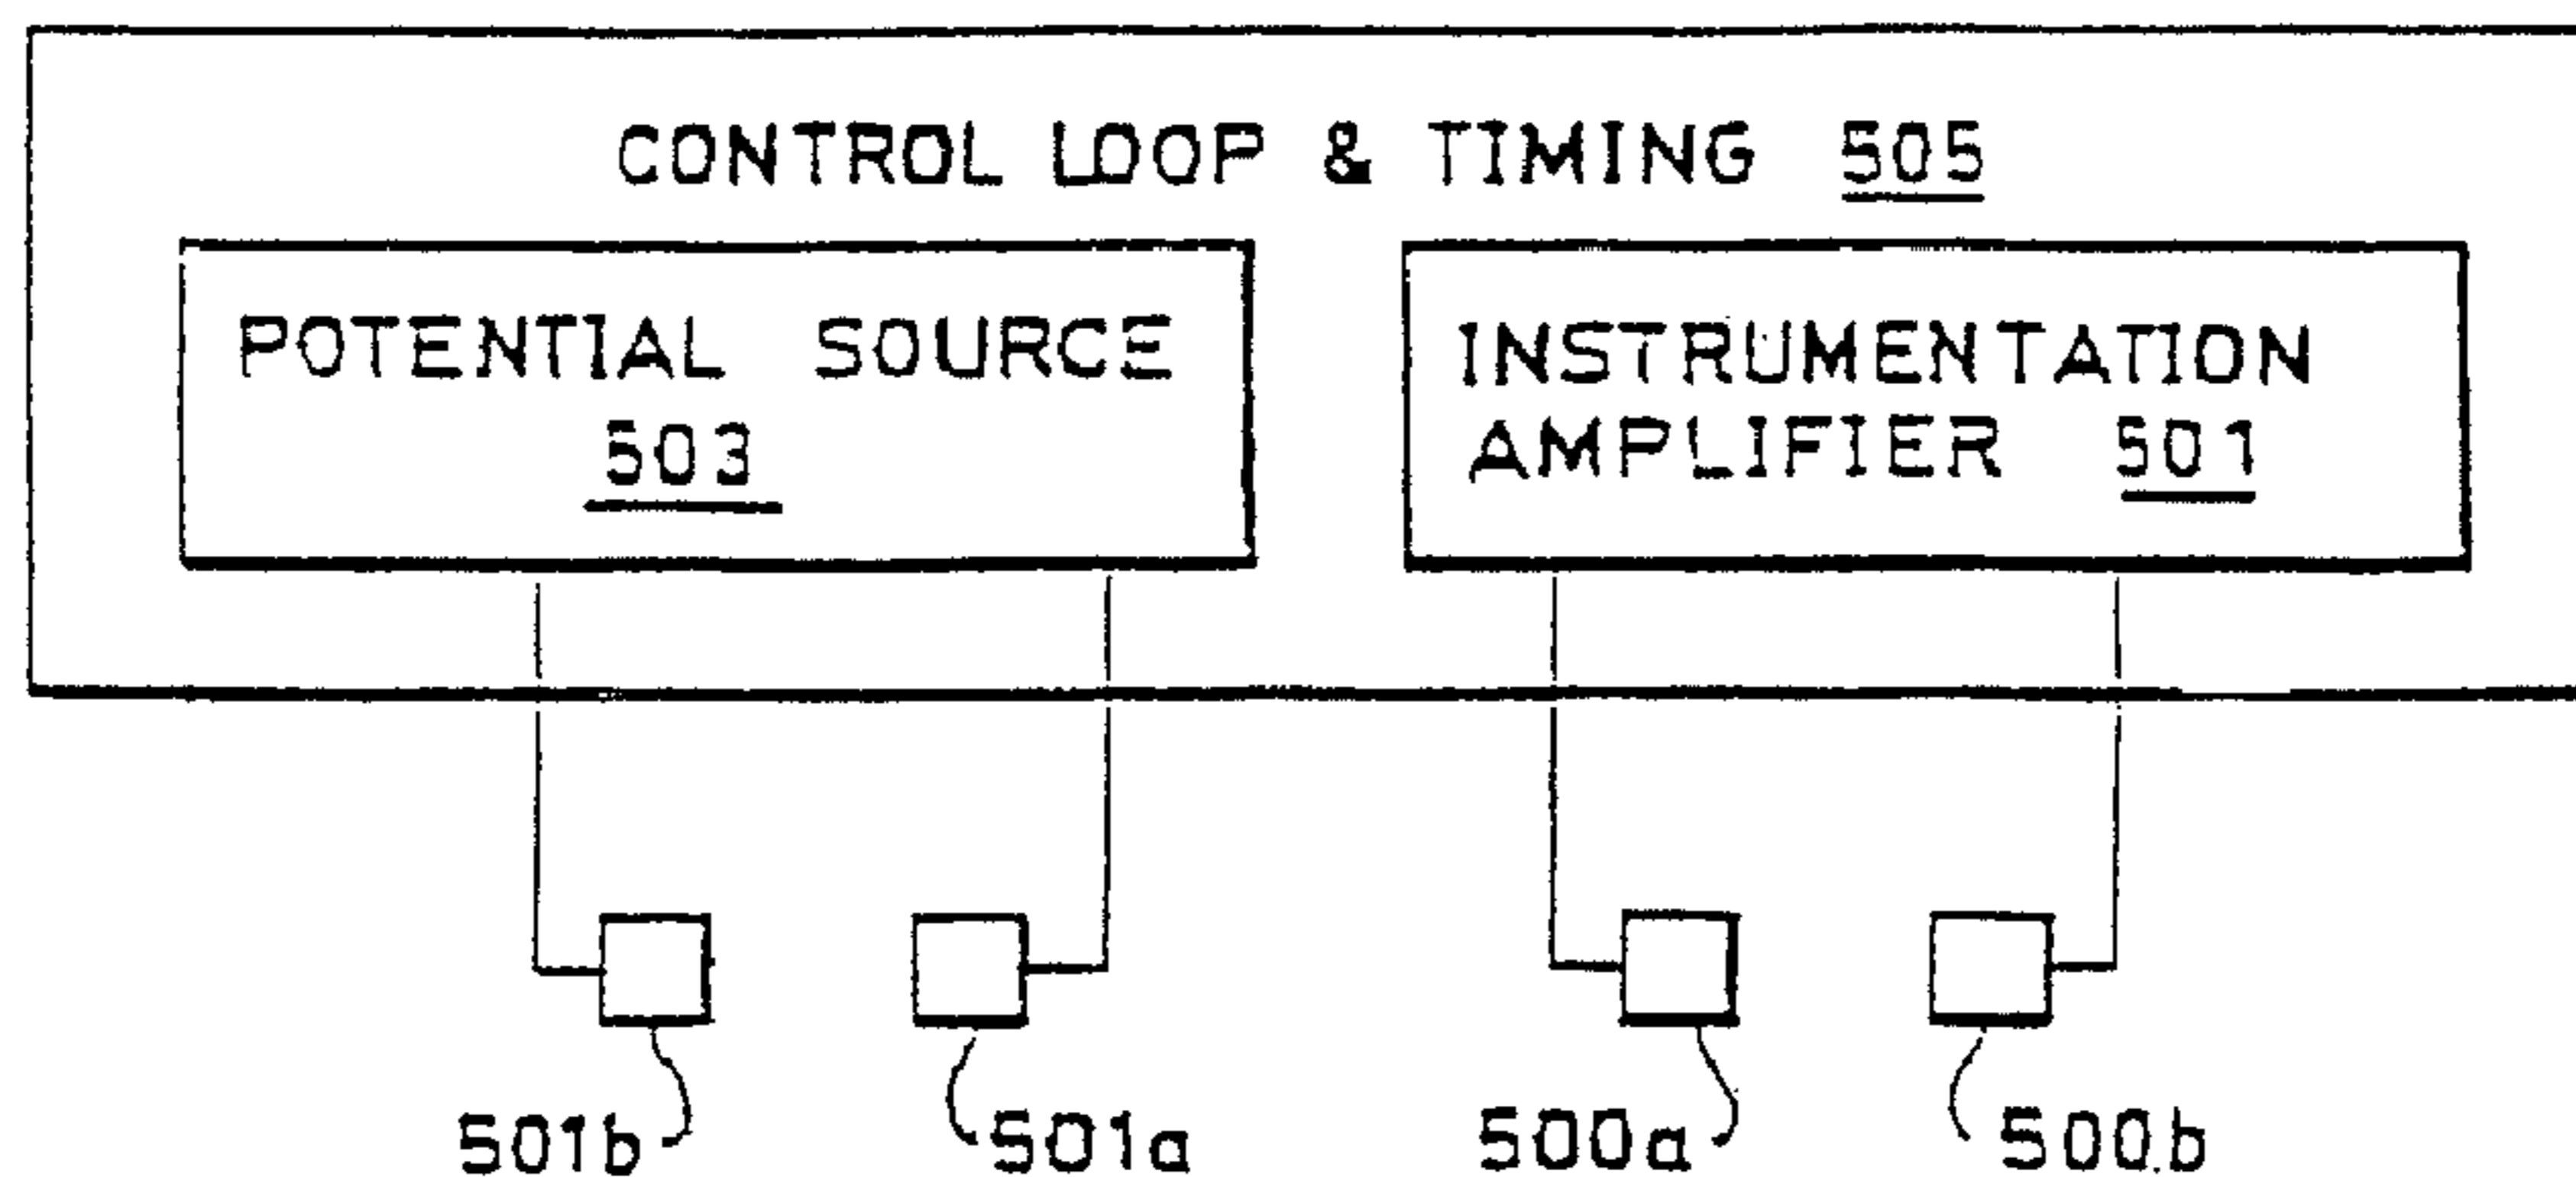 CONTROL LOOP & TIMING 505
POTENTIAL SOURCE
503
INSTRUMENTATION
AMPLIFIER 501
501b
501a
500a
500b